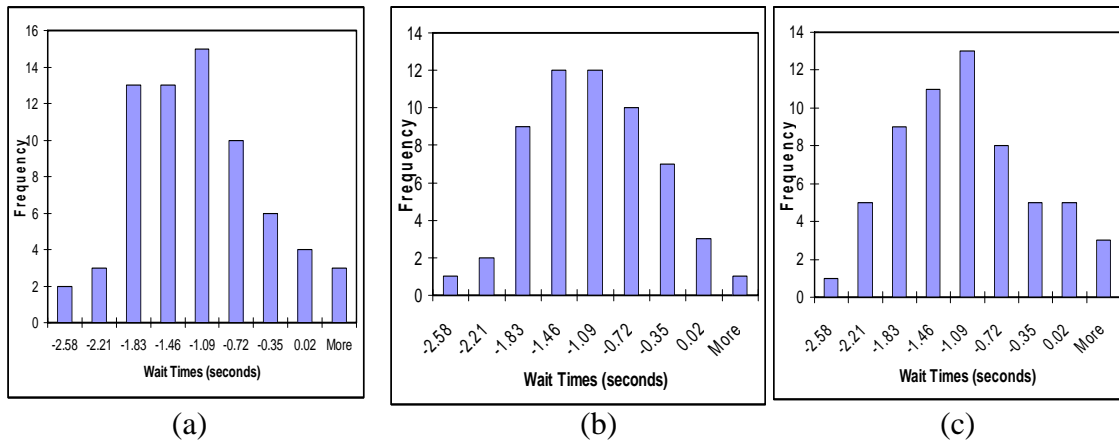 16
14
12
10
8
6
4
2
0
Frequency
-2.58 -2.21 -1.83 -1.46 -1.09 -0.72 -0.35 0.02 More
Wait Times (seconds)
(a)
14
12
10
8
6
4
2
0
Frequency
-2.58 -2.21 -1.83 -1.46 -1.09 -0.72 -0.35 0.02 More
Wait Times (seconds)
(b)
14
12
10
8
6
4
2
0
Frequency
-2.58 -2.21 -1.83 -1.46 -1.09 -0.72 -0.35 0.02 More
Wait Times (seconds)
(c)